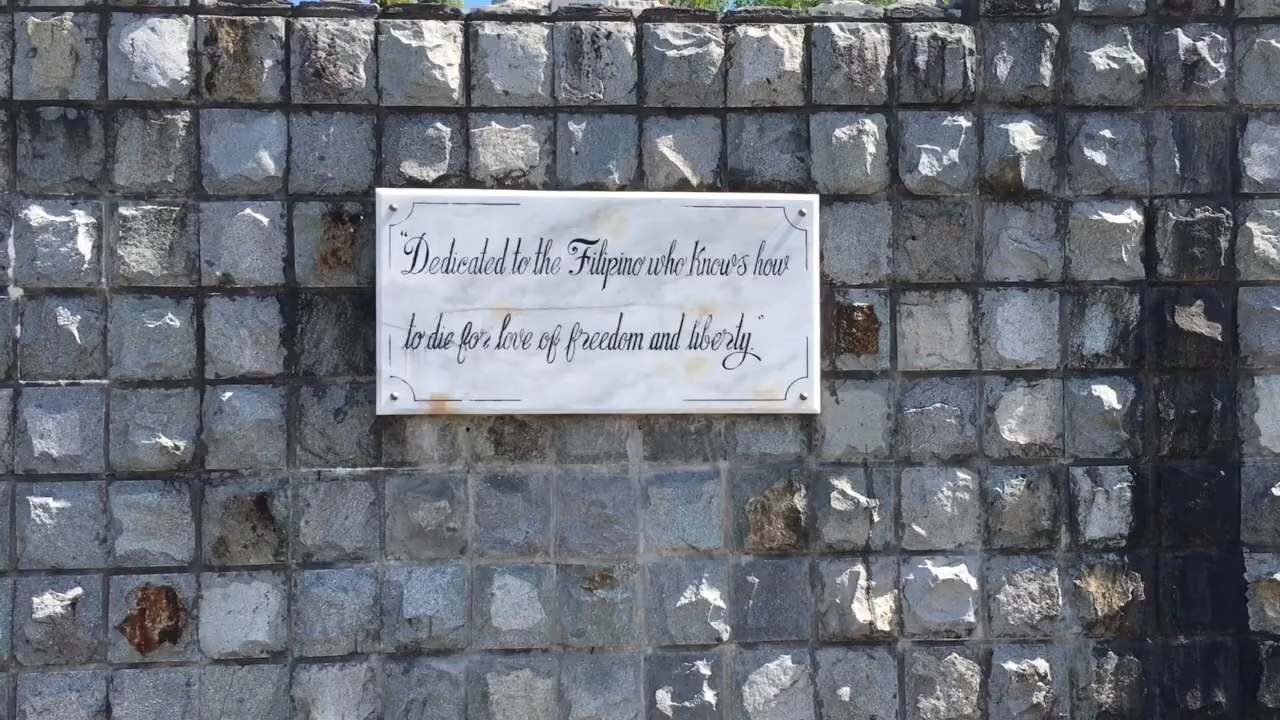 "Dedicated to the Filipino who knows how
to die for love of freedom and liberty."